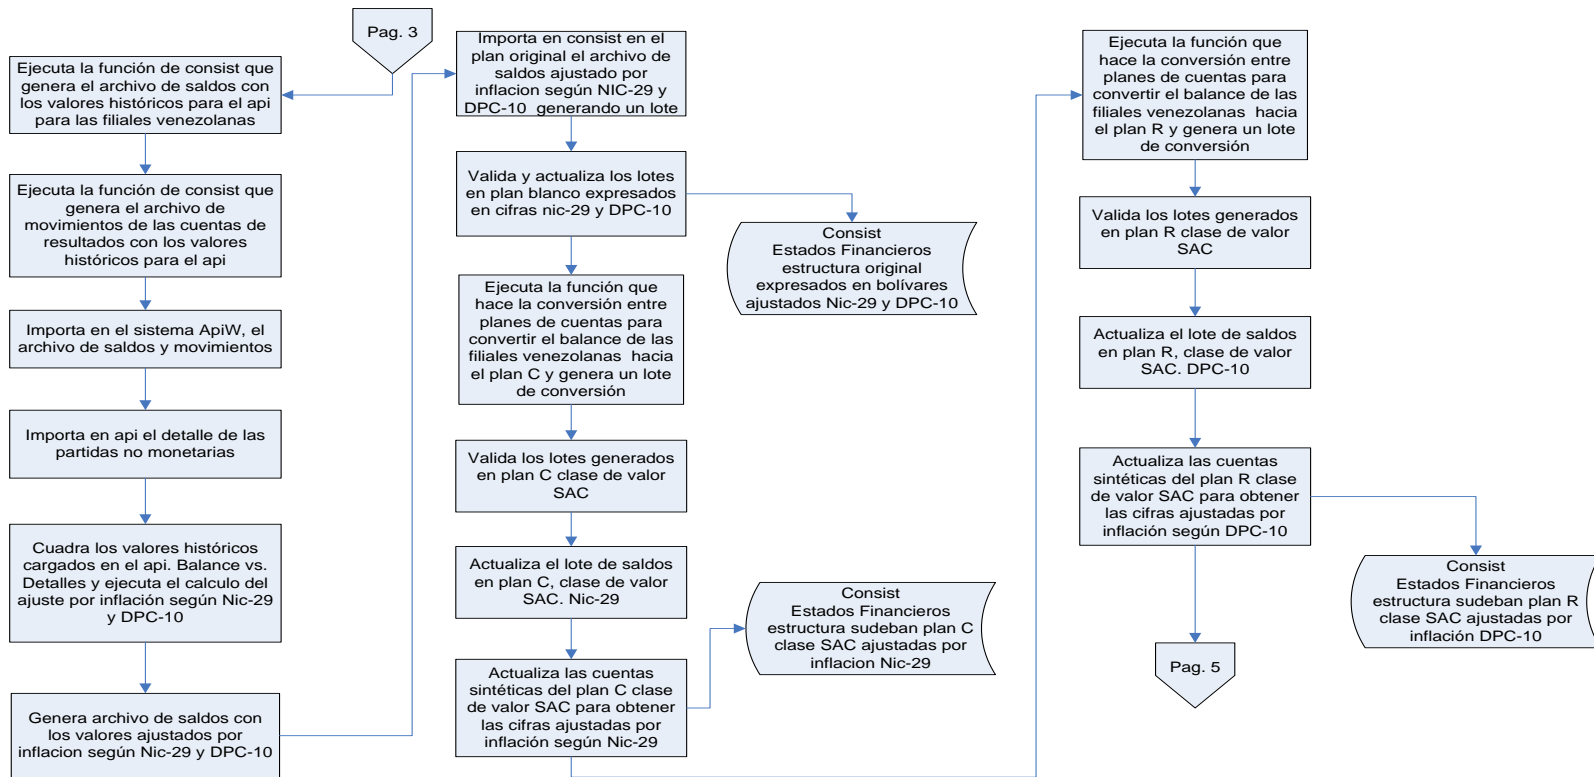 Pag. 3
Ejecuta la función de consist que
genera el archivo de saldos con
los valores históricos para el api
para las filiales venezolanas
Ejecuta la función de consist que
genera el archivo de
movimientos de las cuentas de
resultados con los valores
históricos para el api
Importa en el sistema ApiW, el
archivo de saldos y movimientos
Importa en api el detalle de las
partidas no monetarias
Cuadra los valores históricos
cargados en el api. Balance vs.
Detalles y ejecuta el calculo del
ajuste por inflación según Nic-29
y DPC-10
Genera archivo de saldos con
los valores ajustados por
inflacion según Nic-29 y DPC-10
Importa en consist en el
plan original el archivo de
saldos ajustado por
inflacion según NIC-29 y
DPC-10 generando un lote
Valida y actualiza los lotes
en plan blanco expresados
en cifras nic-29 y DPC-10
Consist
Estados Financieros
estructura original
expresados en bolívares
ajustados Nic-29 y DPC-10
Ejecuta la función que
hace la conversión entre
planes de cuentas para
convertir el balance de las
filiales venezolanas hacia
el plan C y genera un lote
de conversión
Valida los lotes generados
en plan C clase de valor
SAC
Actualiza el lote de saldos
en plan C, clase de valor
SAC. Nic-29
Consist
Estados Financieros
estructura sudeban plan C
clase SAC ajustadas por
inflacion Nic-29
Actualiza las cuentas
sintéticas del plan C clase
de valor SAC para obtener
las cifras ajustadas por
inflación según Nic-29
Ejecuta la función que
hace la conversión entre
planes de cuentas para
convertir el balance de las
filiales venezolanas hacia
el plan R y genera un lote
de conversión
Valida los lotes generados
en plan R clase de valor
SAC
Actualiza el lote de saldos
en plan R, clase de valor
SAC. DPC-10
Actualiza las cuentas
sintéticas del plan R clase
de valor SAC para obtener
las cifras ajustadas por
inflación según DPC-10
Consist
Estados Financieros
estructura sudeban plan R
clase SAC ajustadas por
inflación DPC-10
Pag. 5